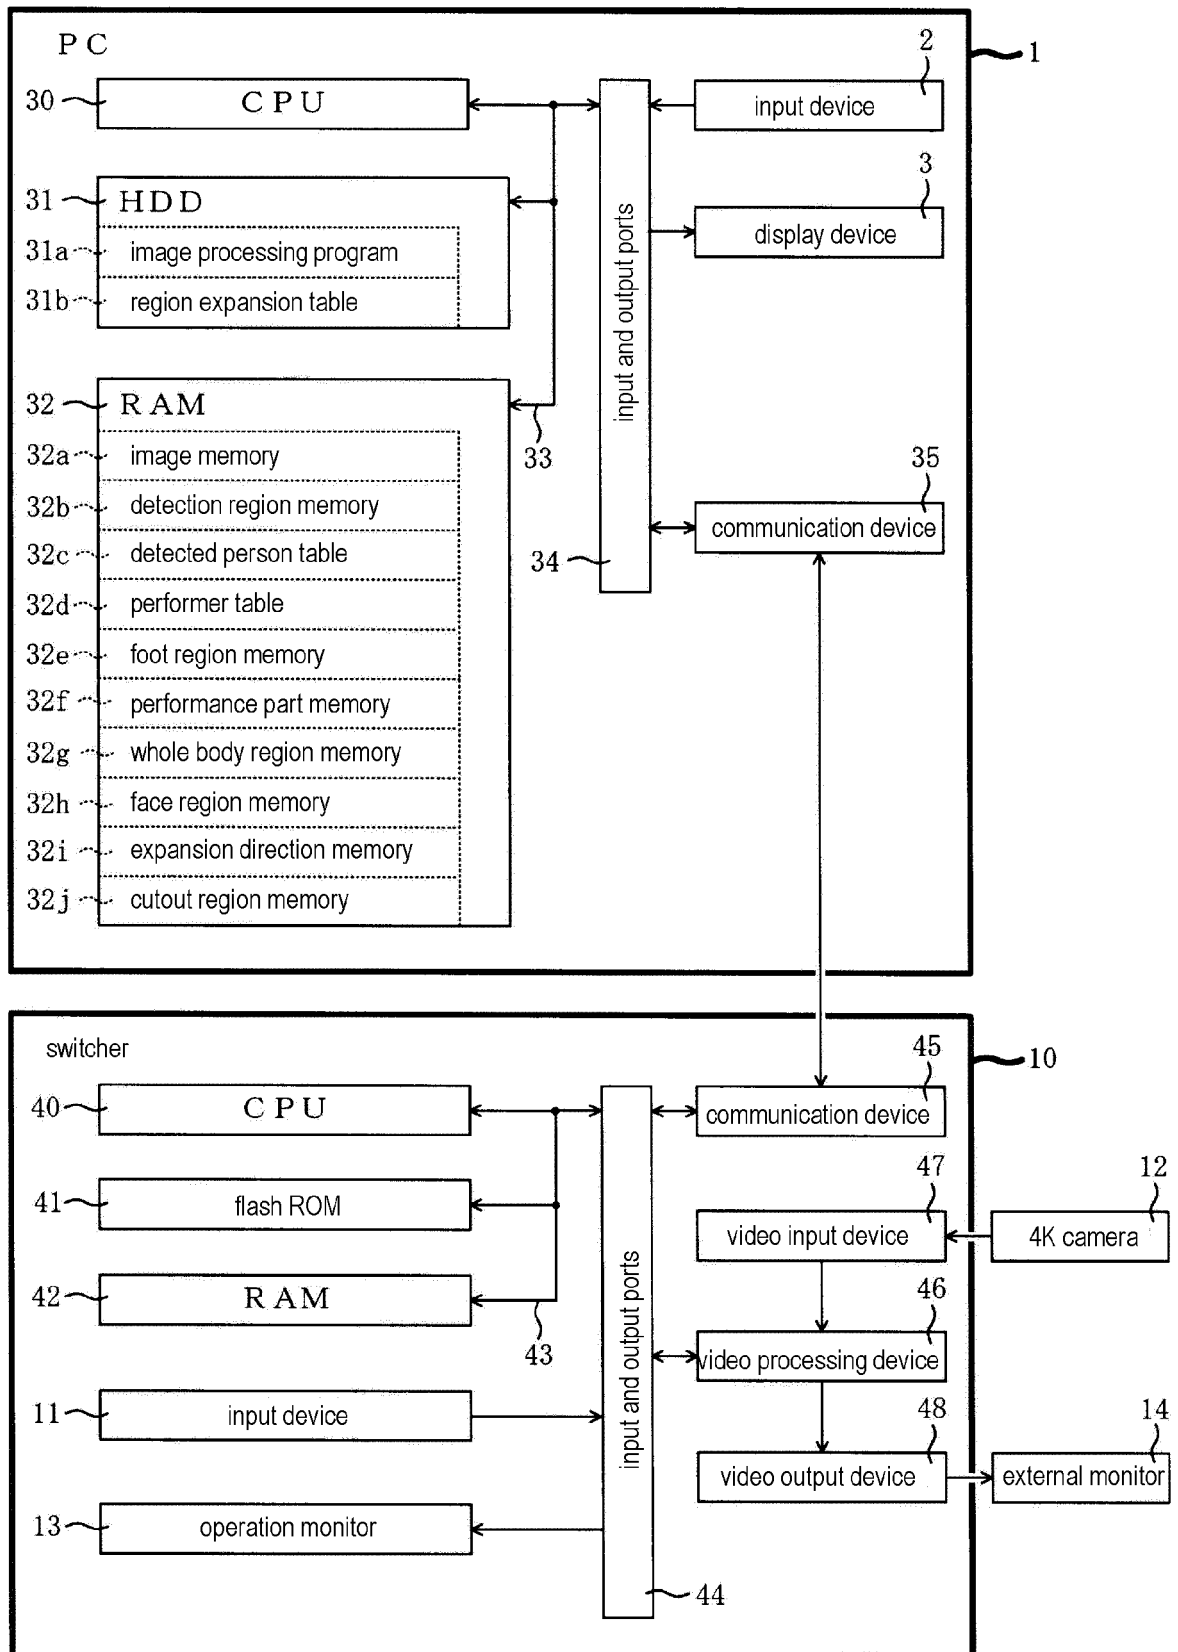 PC
1
2
30
CPU
input device
3
31
HDD
display device
31a
image processing program
31b
region expansion table
input and output ports
32
RAM
33
32a
image memory
35
32b
detection region memory
communication device
32c
detected person table
34
32d
performer table
32e
foot region memory
32f
performance part memory
32g
whole body region memory
32h
face region memory
32i
expansion direction memory
32j
cutout region memory
switcher
10
45
40
CPU
communication device
47
12
41
flash ROM
video input device
4K camera
42
RAM
46
43
video processing device
input and output ports
11
input device
48
14
video output device
external monitor
13
operation monitor
44